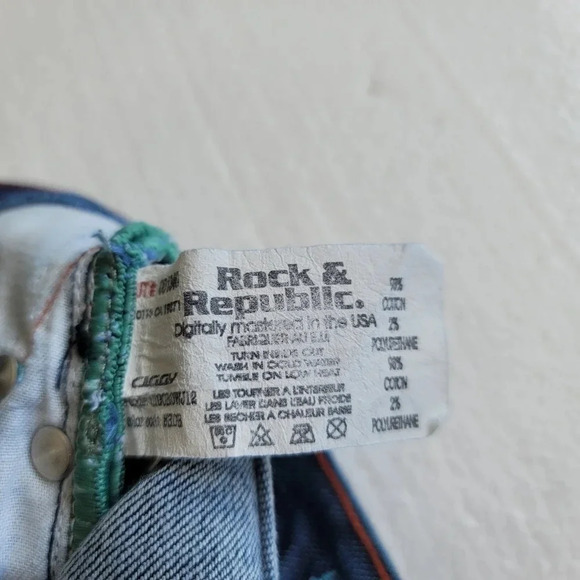 Rock &
Republic.
Digitally mastered in the USA
FABRIQUER AU E.U.
TURN INSIDE OUT
WASH IN COLD WATER
TUMBLE ON LOW HEAT
LES TOURNER A L'INTERIEUR
LES LAVER DANS L'EAU FROIDE
LES SECHER A CHALEUR BASSE
98%
COTTON
2%
POLYURETHANE
98%
COTTON
2%
POLYURETHANE